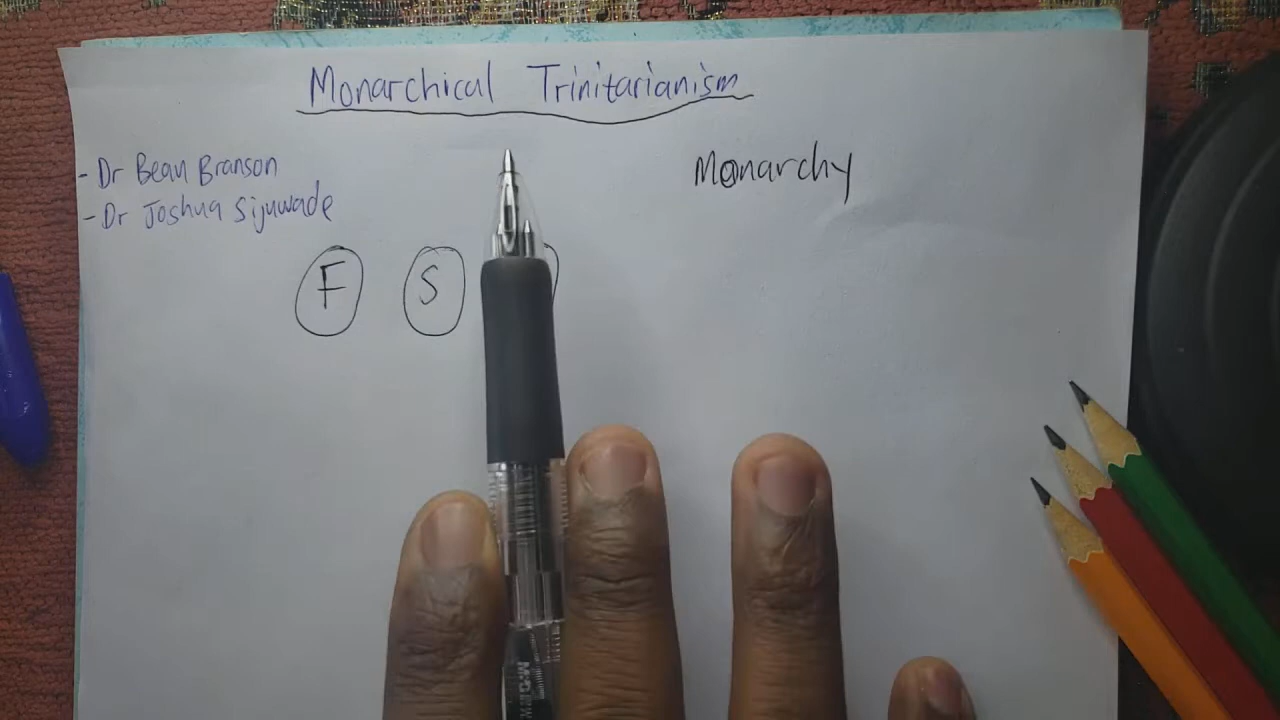 Monarchical Trinitarianism
- Dr Beau Branson
- Dr Joshua Sijuwade
Monarchy
F S